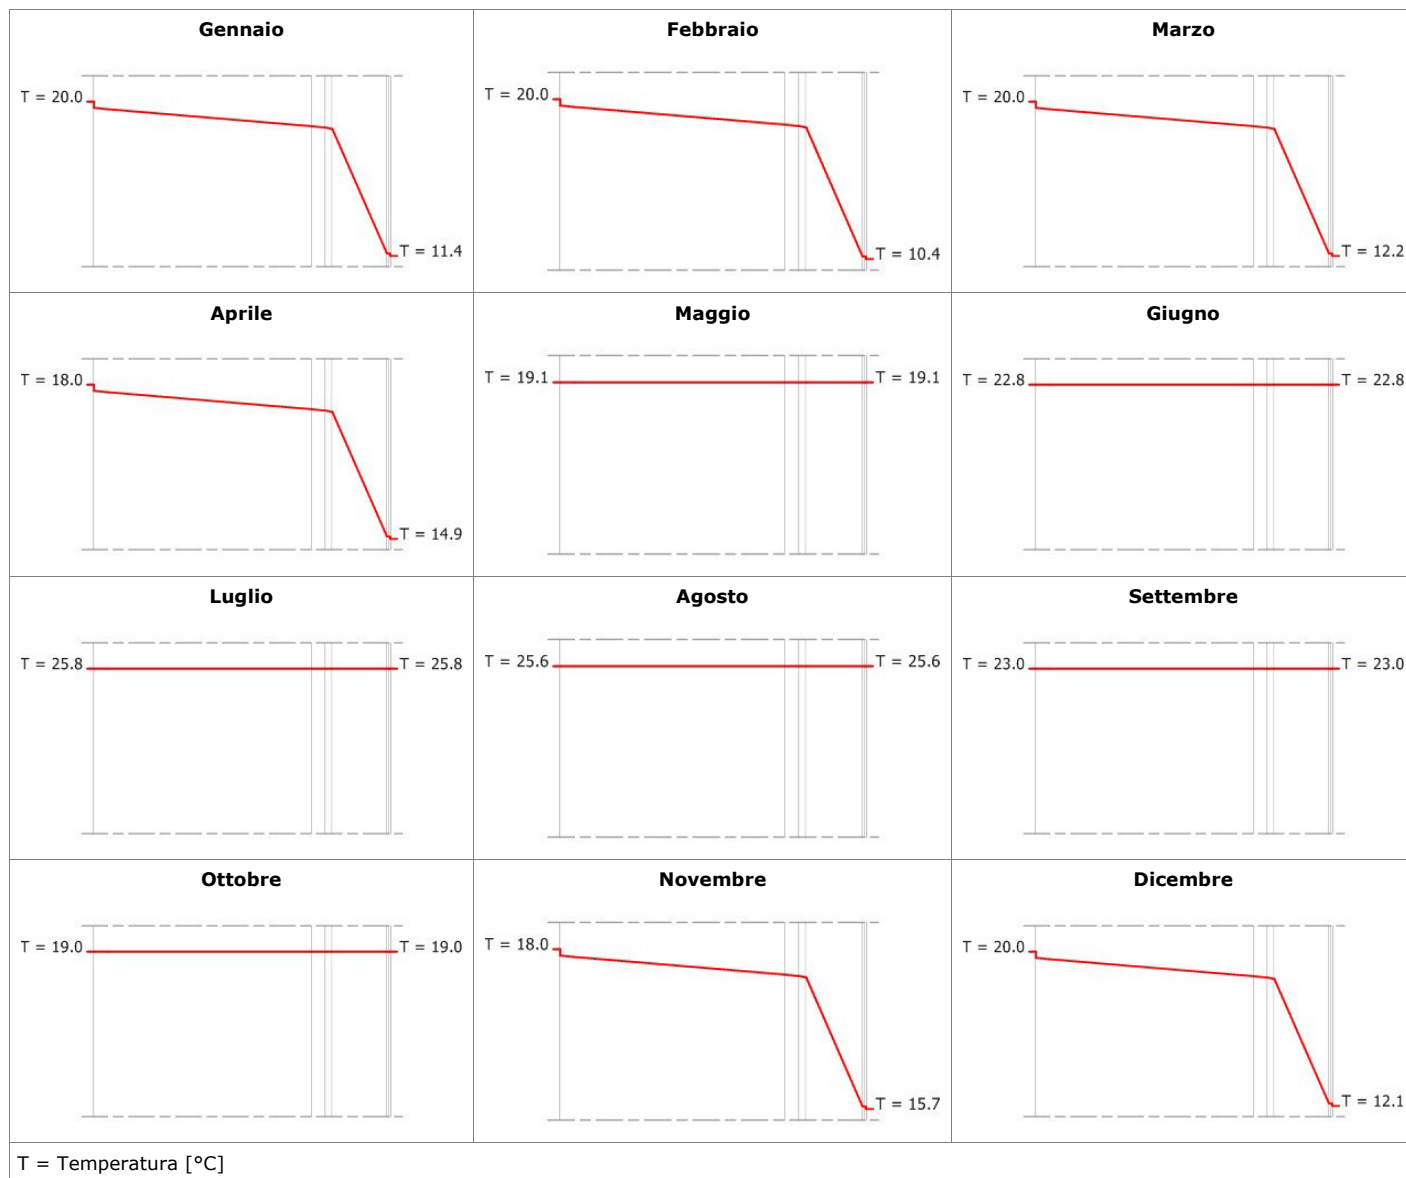 Gennaio
Febbraio
Marzo
T = 20.0
T = 11.4
T = 20.0
T = 10.4
T = 20.0
T = 12.2
Aprile
Maggio
Giugno
T = 18.0
T = 14.9
T = 19.1
T = 19.1
T = 22.8
T = 22.8
Luglio
Agosto
Settembre
T = 25.8
T = 25.8
T = 25.6
T = 25.6
T = 23.0
T = 23.0
Ottobre
Novembre
Dicembre
T = 19.0
T = 19.0
T = 18.0
T = 15.7
T = 20.0
T = 12.1
T = Temperatura [°C]